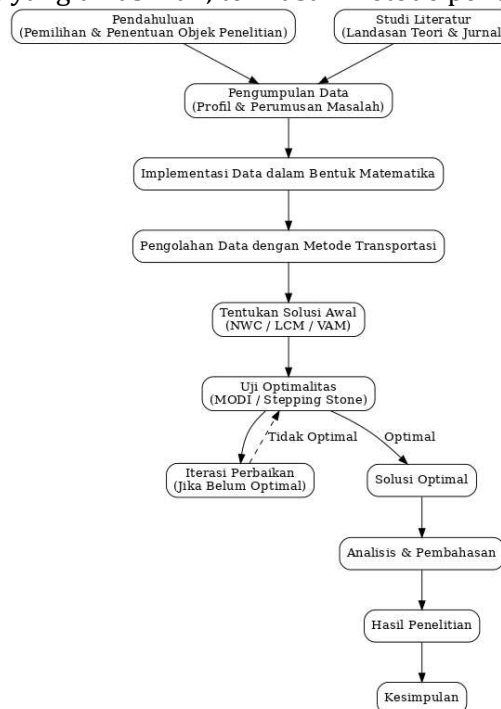 Pendahuluan
(Pemilihan & Penentuan Objek Penelitian)
Studi Literatur
(Landasan Teori & Jurnal
Pengumpulan Data
(Profil & Perumusan Masalah)
Implementasi Data dalam Bentuk Matematika
Pengolahan Data dengan Metode Transportasi
Tentukan Solusi Awal
(NWC / LCM / VAM)
Uji Optimalitas
(MODI / Stepping Stone)
Tidak Optimal
Optimal
Iterasi Perbaikan
(Jika Belum Optimal)
Solusi Optimal
Analisis & Pembahasan
Hasil Penelitian
Kesimpulan